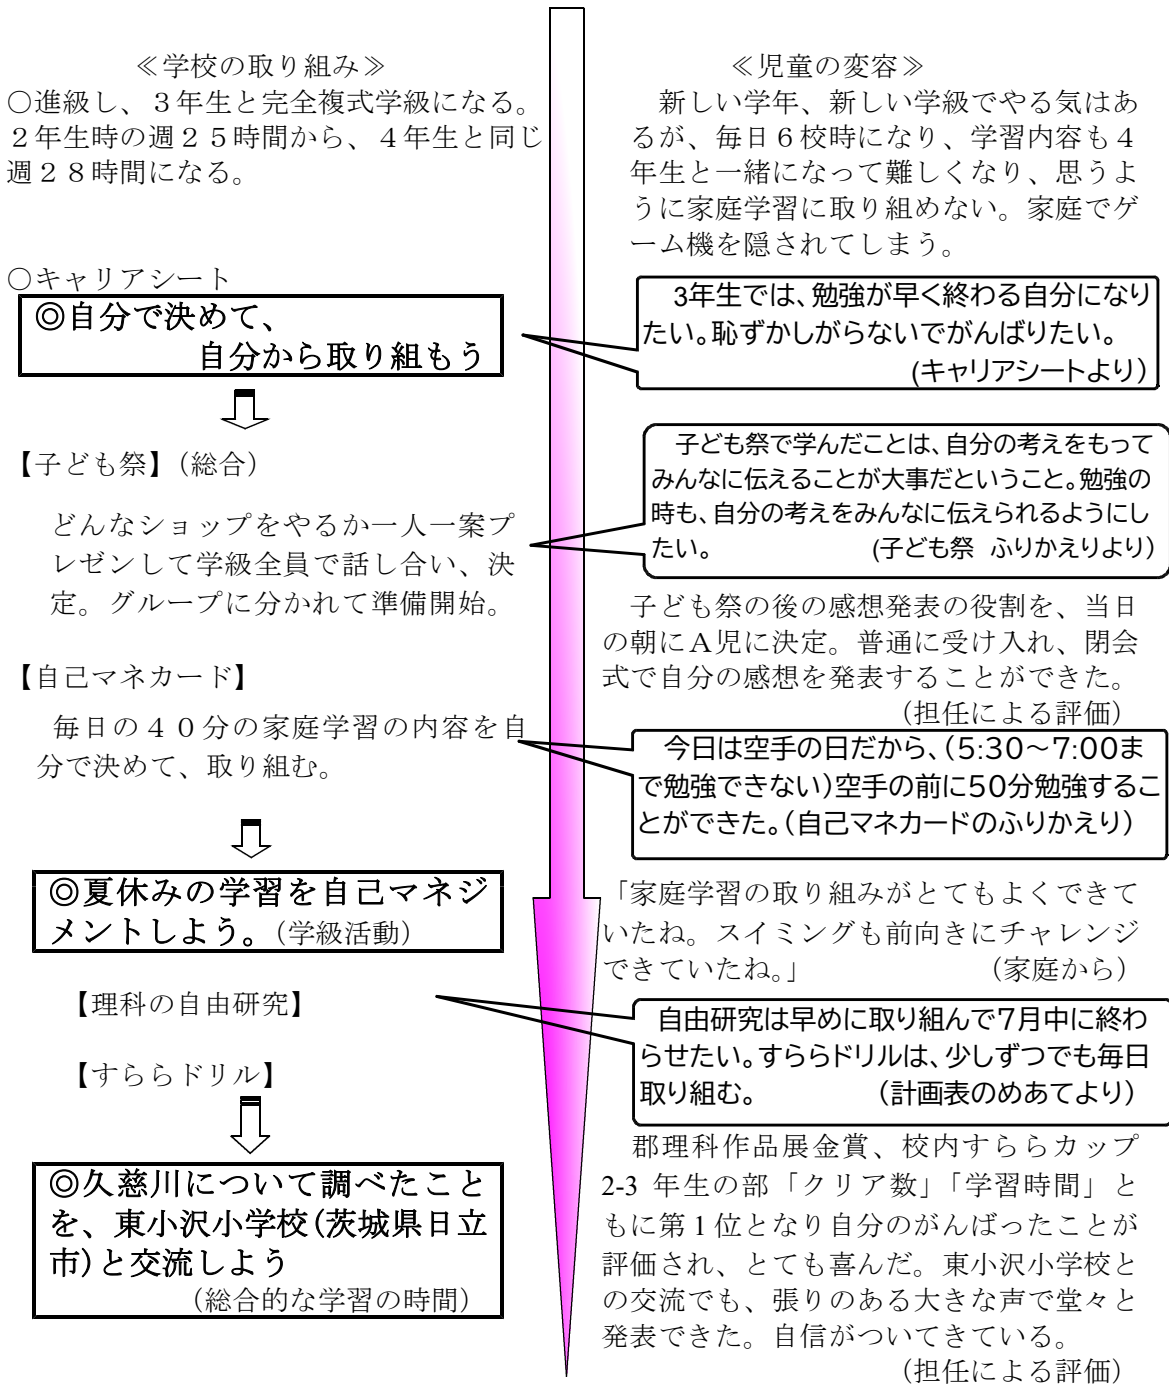 ≪学校の取り組み≫
○進級し、３年生と完全複式学級になる。
２年生時の週２５時間から、４年生と同じ
週２８時間になる。
○キャリアシート
◎自分で決めて、
自分から取り組もう
【子ども祭】（総合）
どんなショップをやるか一人一案プ
レゼンして学級全員で話し合い、決
定。グループに分かれて準備開始。
【自己マネカード】
毎日の４０分の家庭学習の内容を自
分で決めて、取り組む。
◎夏休みの学習を自己マネジ
メントしよう。（学級活動）
【理科の自由研究】
【すららドリル】
◎久慈川について調べたこと
を、東小沢小学校(茨城県日立
市)と交流しよう
（総合的な学習の時間）
≪児童の変容≫
新しい学年、新しい学級でやる気はあ
るが、毎日６校時になり、学習内容も４
年生と一緒になって難しくなり、思うよ
うに家庭学習に取り組めない。家庭でゲ
ーム機を隠されてしまう。
3年生では、勉強が早く終わる自分になり
たい。恥ずかしがらないでがんばりたい。
(キャリアシートより）
子ども祭で学んだことは、自分の考えをもって
みんなに伝えることが大事だということ。勉強の
時も、自分の考えをみんなに伝えられるようにし
たい。 (子ども祭 ふりかえりより）
子ども祭の後の感想発表の役割を、当日
の朝にＡ児に決定。普通に受け入れ、閉会
式で自分の感想を発表することができた。
（担任による評価）
今日は空手の日だから、（5:30～7:00ま
で勉強できない）空手の前に50分勉強するこ
とができた。（自己マネカードのふりかえり）
「家庭学習の取り組みがとてもよくできて
いたね。スイミングも前向きにチャレンジ
できていたね。」 （家庭から）
自由研究は早めに取り組んで7月中に終わ
らせたい。すららドリルは、少しずつでも毎日
取り組む。 （計画表のめあてより）
郡理科作品展金賞、校内すららカップ
2-3 年生の部「クリア数」「学習時間」と
もに第１位となり自分のがんばったことが
評価され、とても喜んだ。東小沢小学校と
の交流でも、張りのある大きな声で堂々と
発表できた。自信がついてきている。
（担任による評価）